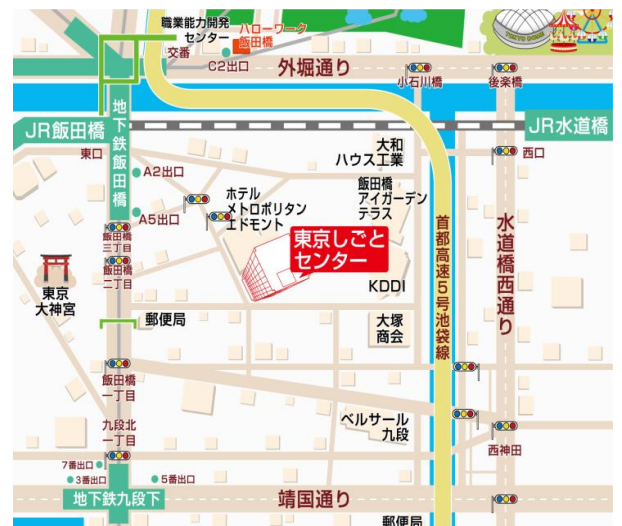 職業能力開発
センター
ハローワーク
飯田橋
TOKYO DOME
交番
C2出口
外堀通り
小石川橋
後楽橋
地下鉄飯田橋
JR飯田橋
JR水道橋
東口
西口
大和
ハウス工業
A2出口
ホテル
メトロポリタン
エドモント
飯田橋
アイガーデン
テラス
A5出口
飯田橋
三丁目
東京しごと
センター
首都高速5号池袋線
水道橋西通り
飯田橋
二丁目
東京
大神宮
KDDI
郵便局
大塚
商会
飯田橋
一丁目
ベルサール
九段
九段北
一丁目
西神田
7番出口
3番出口
5番出口
地下鉄九段下
靖国通り
郵便局